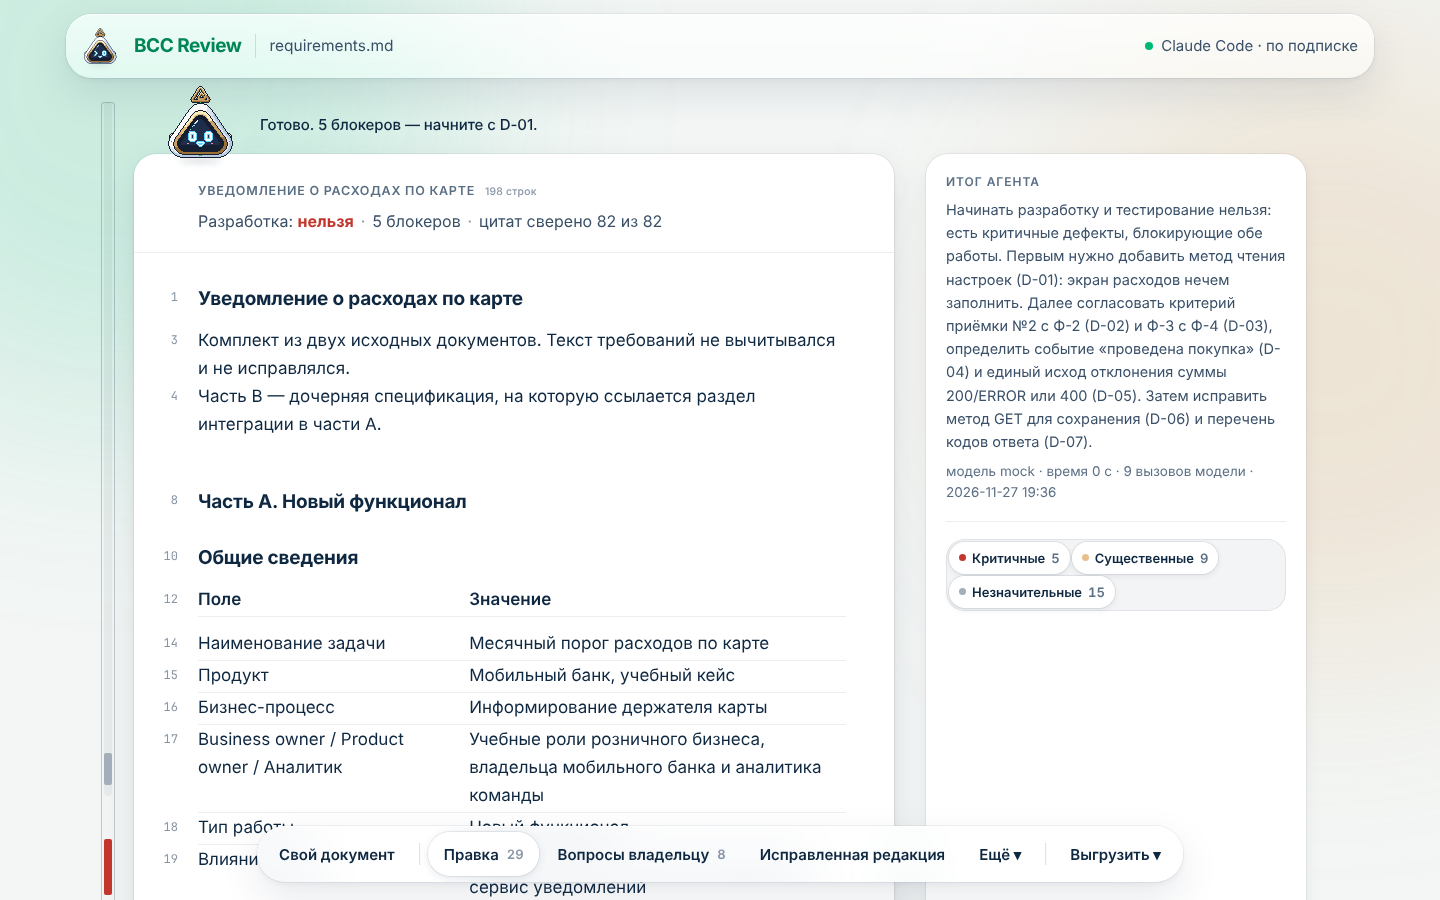 BCC Review
requirements.md
Claude Code · по подписке
Готово. 5 блокеров — начните с D-01.
УВЕДОМЛЕНИЕ О РАСХОДАХ ПО КАРТЕ 198 строк
Разработка: нельзя · 5 блокеров · цитат сверено 82 из 82
1 Уведомление о расходах по карте
3 Комплект из двух исходных документов. Текст требований не вычитывался
и не исправлялся.
4 Часть B — дочерняя спецификация, на которую ссылается раздел
интеграции в части A.
8 Часть A. Новый функционал
10 Общие сведения
12 Поле Значение
14 Наименование задачи Месячный порог расходов по карте
15 Продукт Мобильный банк, учебный кейс
16 Бизнес-процесс Информирование держателя карты
17 Business owner / Product Учебные роли розничного бизнеса,
owner / Аналитик владельца мобильного банка и аналитика
команды
18 Тип работы Новый функционал
19 Влияни
сервис уведомлений
ИТОГ АГЕНТА
Начинать разработку и тестирование нельзя:
есть критичные дефекты, блокирующие обе
работы. Первым нужно добавить метод чтения
настроек (D-01): экран расходов нечем
заполнить. Далее согласовать критерий
приёмки №2 с Ф-2 (D-02) и Ф-3 с Ф-4 (D-03),
определить событие «проведена покупка» (D-
04) и единый исход отклонения суммы
200/ERROR или 400 (D-05). Затем исправить
метод GET для сохранения (D-06) и перечень
кодов ответа (D-07).
модель mock · время 0 с · 9 вызовов модели ·
2026-11-27 19:36
Критичные 5 Существенные 9
Незначительные 15
Свой документ Правка 29 Вопросы владельцу 8 Исправленная редакция Ещё ▾ Выгрузить ▾